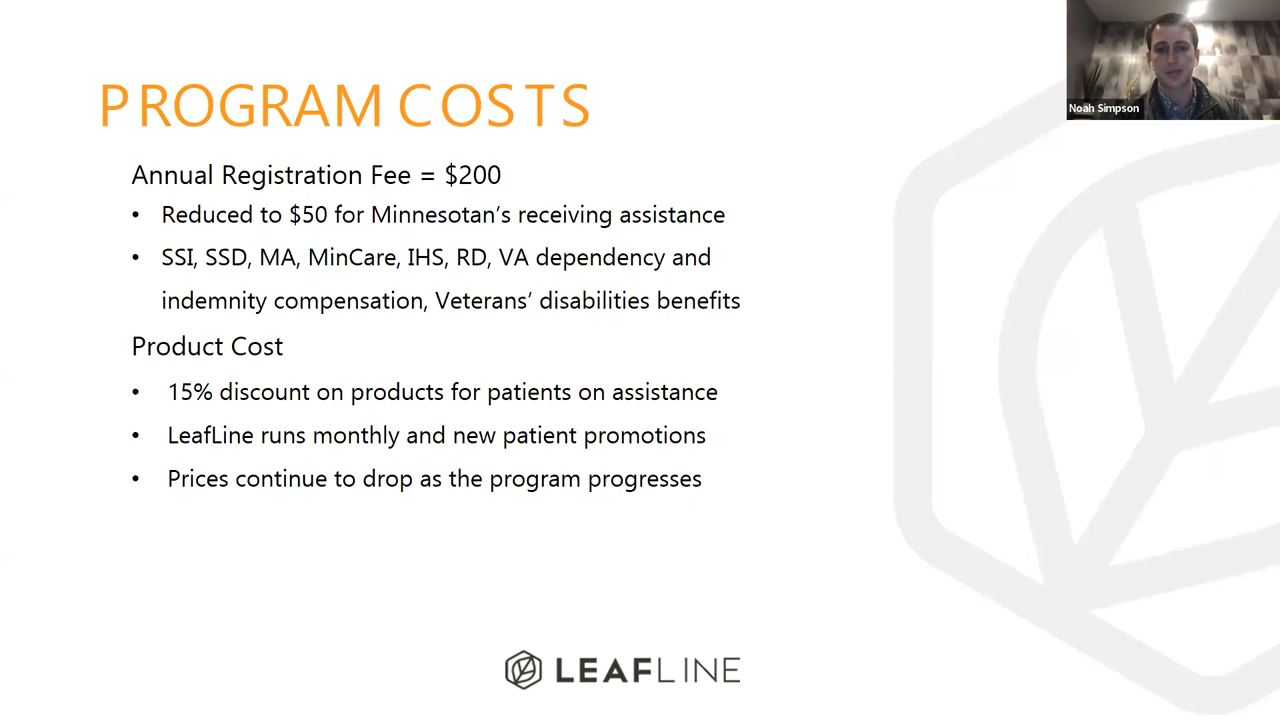 PROGRAM COSTS
Noah Simpson
Annual Registration Fee = $200
• Reduced to $50 for Minnesotan’s receiving assistance
• SSI, SSD, MA, MinCare, IHS, RD, VA dependency and
indemnity compensation, Veterans’ disabilities benefits
Product Cost
• 15% discount on products for patients on assistance
• LeafLine runs monthly and new patient promotions
• Prices continue to drop as the program progresses
LEAFLINE